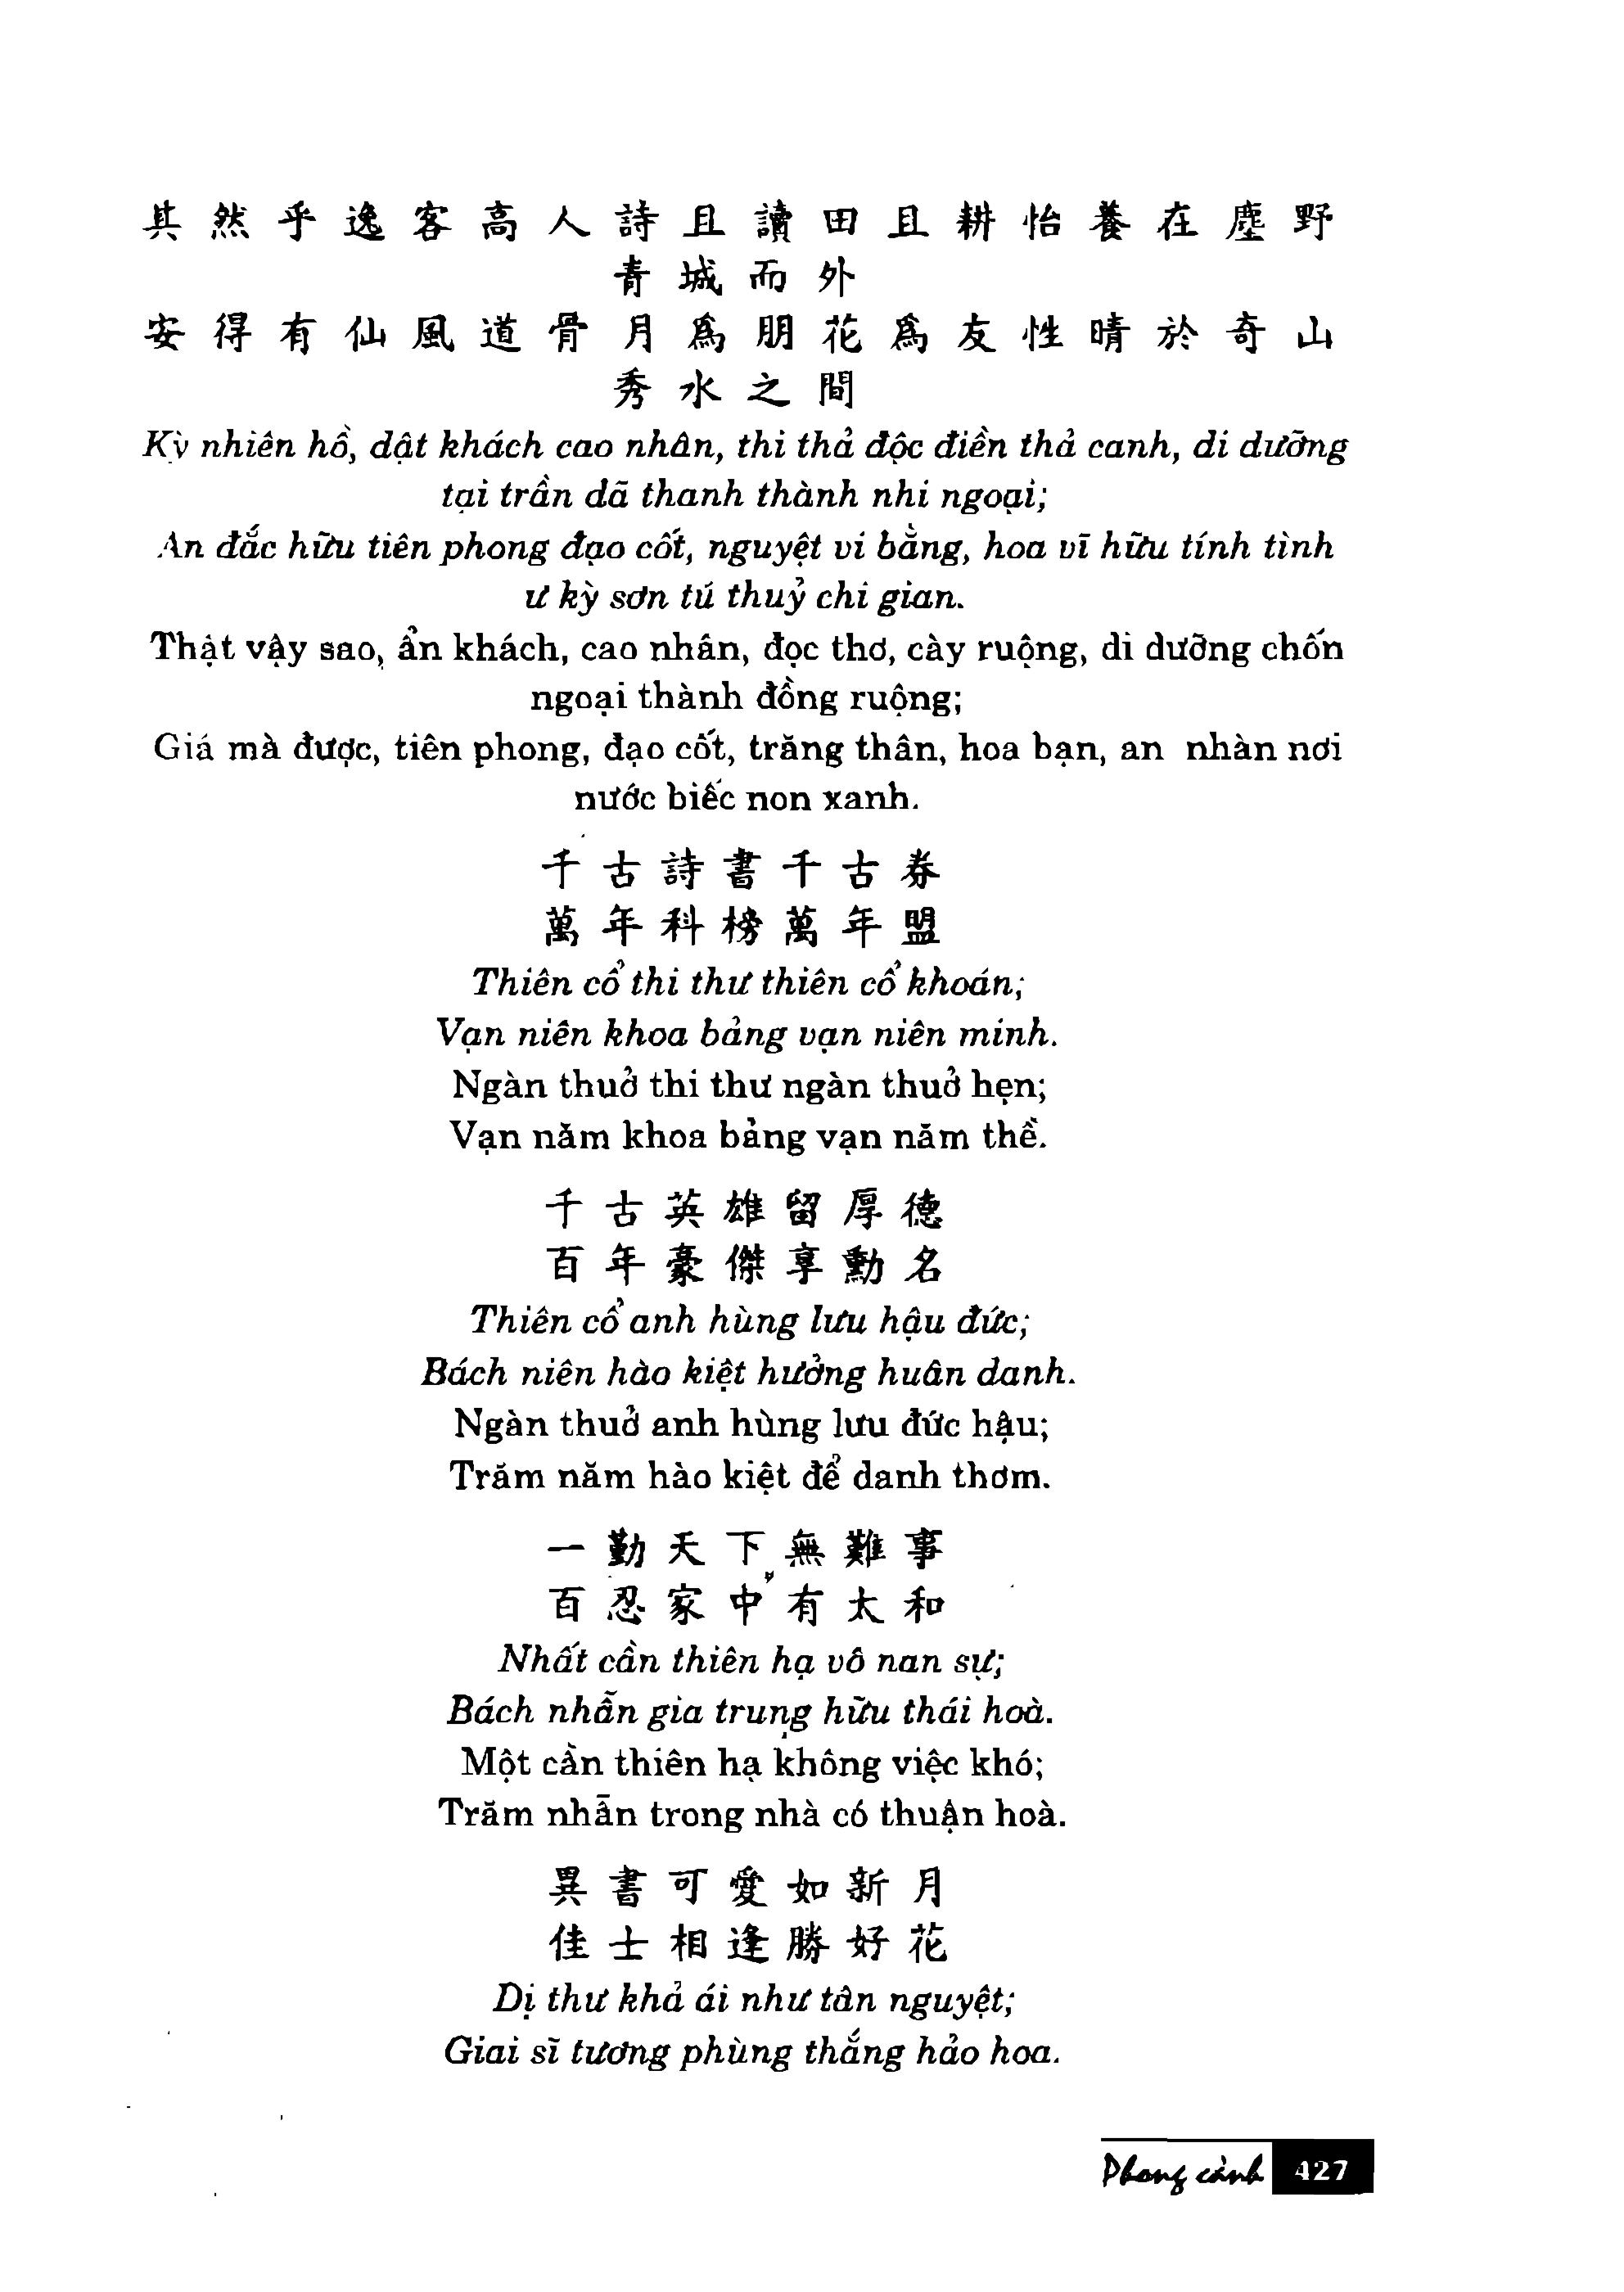 其然乎逸客高人詩且讀田且耕怡養在塵野
青城而外
安得有仙風道骨月爲朋花爲友性晴於奇山
秀水之間
Kỳ nhiên hồ, dật khách cao nhân, thi thả độc điền thả canh, di dưỡng
tại trần dã thanh thành nhi ngoại;
An đắc hữu tiên phong đạo cốt, nguyệt vi bằng, hoa vĩ hữu tính tình
ư kỳ sơn tú thuỷ chi gian.
Thật vậy sao, ẩn khách, cao nhân, đọc thơ, cày ruộng, di dưỡng chốn
ngoại thành đồng ruộng;
Giá mà được, tiên phong, đạo cốt, trăng thân, hoa bạn, an nhàn nơi
nước biếc non xanh.
千古詩書千古券
萬年科榜萬年盟
Thiên cổ thi thư thiên cổ khoán;
Vạn niên khoa bảng vạn niên minh.
Ngàn thuở thi thư ngàn thuở hẹn;
Vạn năm khoa bảng vạn năm thề.
千古英雄留厚德
百年豪傑享勳名
Thiên cổ anh hùng lưu hậu đức;
Bách niên hào kiệt hưởng huân danh.
Ngàn thuở anh hùng lưu đức hậu;
Trăm năm hào kiệt để danh thơm.
一勤天下無難事
百忍家中有太和
Nhất cần thiên hạ vô nan sự;
Bách nhẫn gia trung hữu thái hoà.
Một cần thiên hạ không việc khó;
Trăm nhẫn trong nhà có thuận hoà.
異書可愛如新月
佳士相逢勝好花
Dị thư khả ái như tân nguyệt;
Giai sĩ tương phùng thắng hảo hoa.
Phong cảnh 427